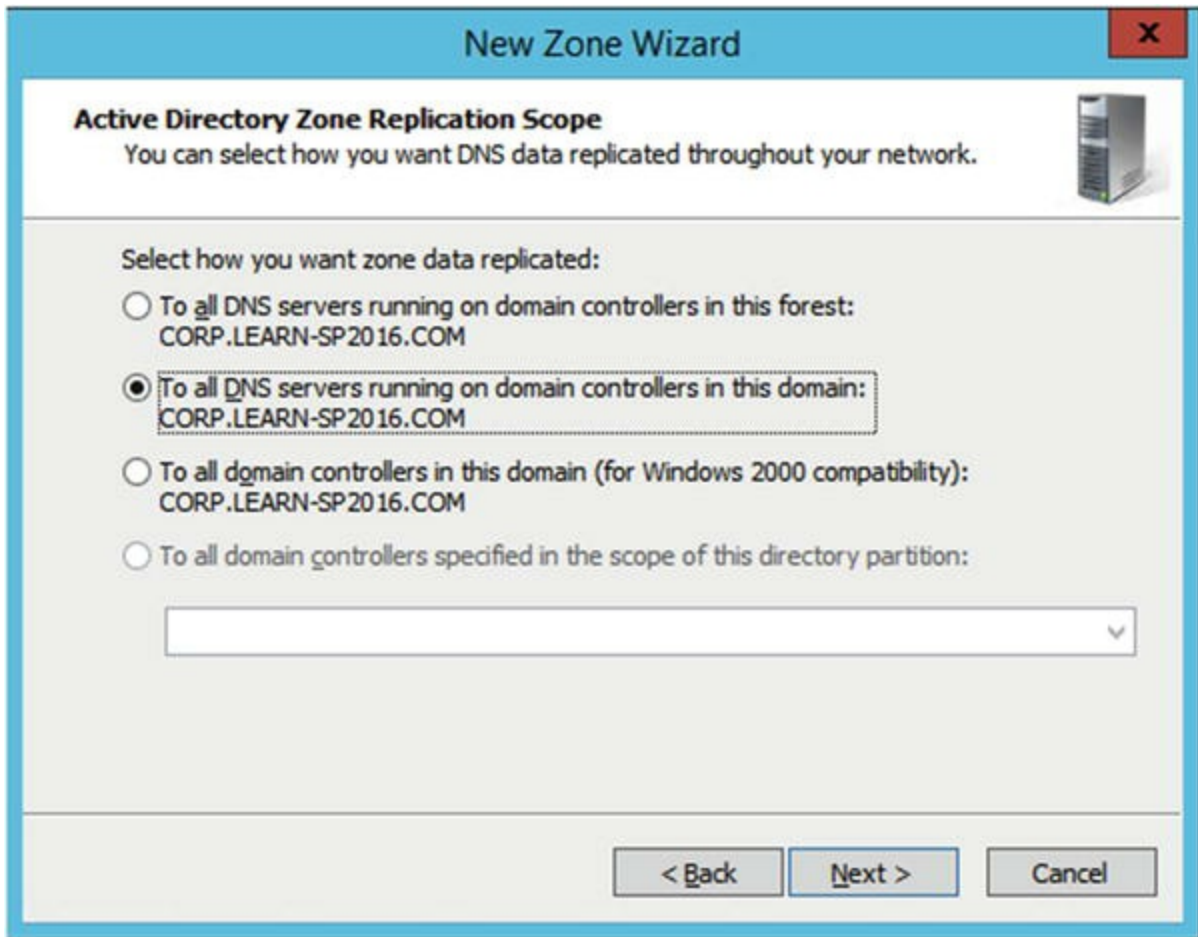 New Zone Wizard
x
Active Directory Zone Replication Scope
You can select how you want DNS data replicated throughout your network.
Select how you want zone data replicated:
To all DNS servers running on domain controllers in this forest:
CORP.LEARN-SP2016.COM
To all DNS servers running on domain controllers in this domain:
CORP.LEARN-SP2016.COM
To all domain controllers in this domain (for Windows 2000 compatibility):
CORP.LEARN-SP2016.COM
To all domain controllers specified in the scope of this directory partition:
< Back Next > Cancel